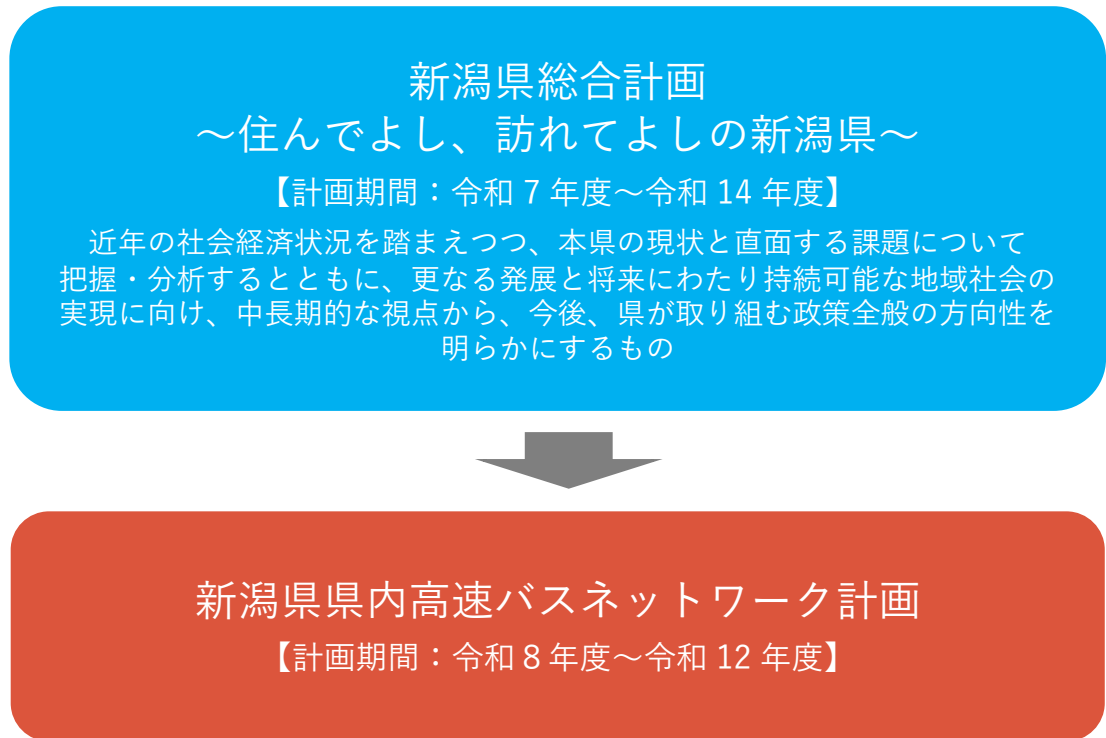 新潟県総合計画
～住んでよし、訪れてよしの新潟県～
【計画期間：令和 7 年度～令和 14 年度】
近年の社会経済状況を踏まえつつ、本県の現状と直面する課題について
把握・分析するとともに、更なる発展と将来にわたり持続可能な地域社会の
実現に向け、中長期的な視点から、今後、県が取り組む政策全般の方向性を
明らかにするもの
新潟県県内高速バスネットワーク計画
【計画期間：令和 8 年度～令和 12 年度】